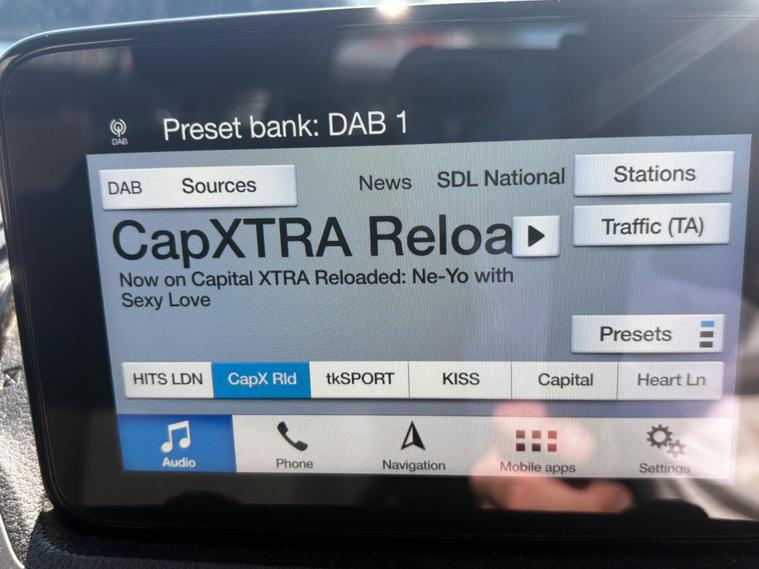 DAB
Preset bank: DAB 1
DAB Sources
News
SDL National
Stations
CapXTRA Reloa
Traffic (TA)
Now on Capital XTRA Reloaded: Ne-Yo with
Sexy Love
Presets
HITS LDN
CapX Rld
tkSPORT
KISS
Capital
Heart Ln
Audio
Phone
Navigation
Mobile apps
Settings